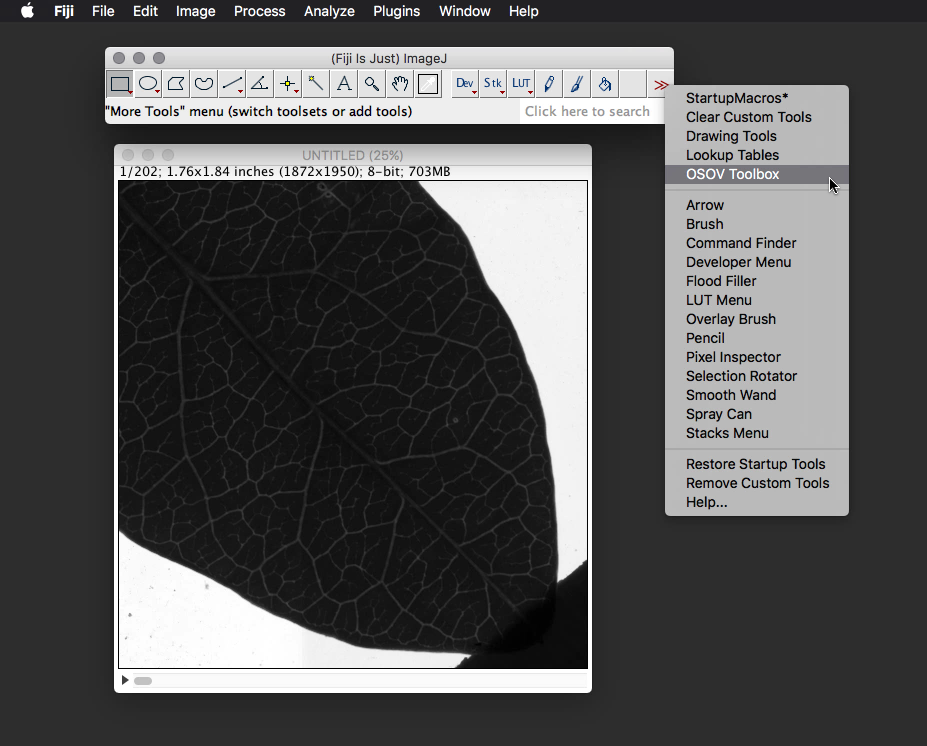 Fiji File Edit Image Process Analyze Plugins Window Help
(Fiji Is Just) ImageJ
A Dev Stk LUT
"More Tools" menu (switch toolsets or add tools) Click here to search
UNTITLED (25%)
1/202; 1.76x1.84 inches (1872x1950); 8-bit; 703MB
StartupMacros*
Clear Custom Tools
Drawing Tools
Lookup Tables
OSOV Toolbox
Arrow
Brush
Command Finder
Developer Menu
Flood Filler
LUT Menu
Overlay Brush
Pencil
Pixel Inspector
Selection Rotator
Smooth Wand
Spray Can
Stacks Menu
Restore Startup Tools
Remove Custom Tools
Help...